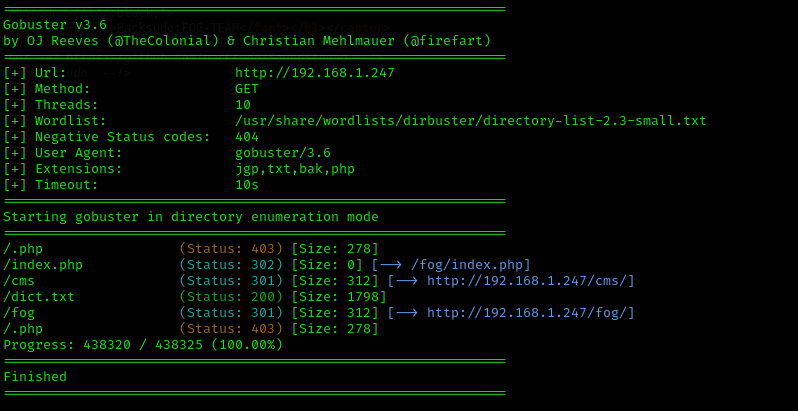 Gobuster v3.6
by OJ Reeves (@TheColonial) & Christian Mehlmauer (@firefart)
[+] Url: http://192.168.1.247
[+] Method: GET
[+] Threads: 10
[+] Wordlist: /usr/share/wordlists/dirbuster/directory-list-2.3-small.txt
[+] Negative Status codes: 404
[+] User Agent: gobuster/3.6
[+] Extensions: jgp,txt,bak,php
[+] Timeout: 10s
Starting gobuster in directory enumeration mode
/.php (Status: 403) [Size: 278]
/index.php (Status: 302) [Size: 0] [--> /fog/index.php]
/cms (Status: 301) [Size: 312] [--> http://192.168.1.247/cms/]
/dict.txt (Status: 200) [Size: 1798]
/fog (Status: 301) [Size: 312] [--> http://192.168.1.247/fog/]
/.php (Status: 403) [Size: 278]
Progress: 438320 / 438325 (100.00%)
Finished